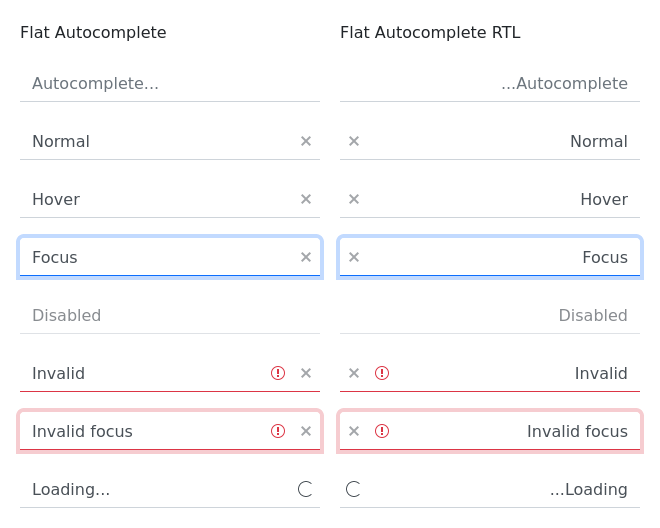 Flat Autocomplete
Autocomplete...
Normal
Hover
Focus
Disabled
Invalid
Invalid focus
Loading...
Flat Autocomplete RTL
...Autocomplete
Normal
Hover
Focus
Disabled
Invalid
Invalid focus
...Loading